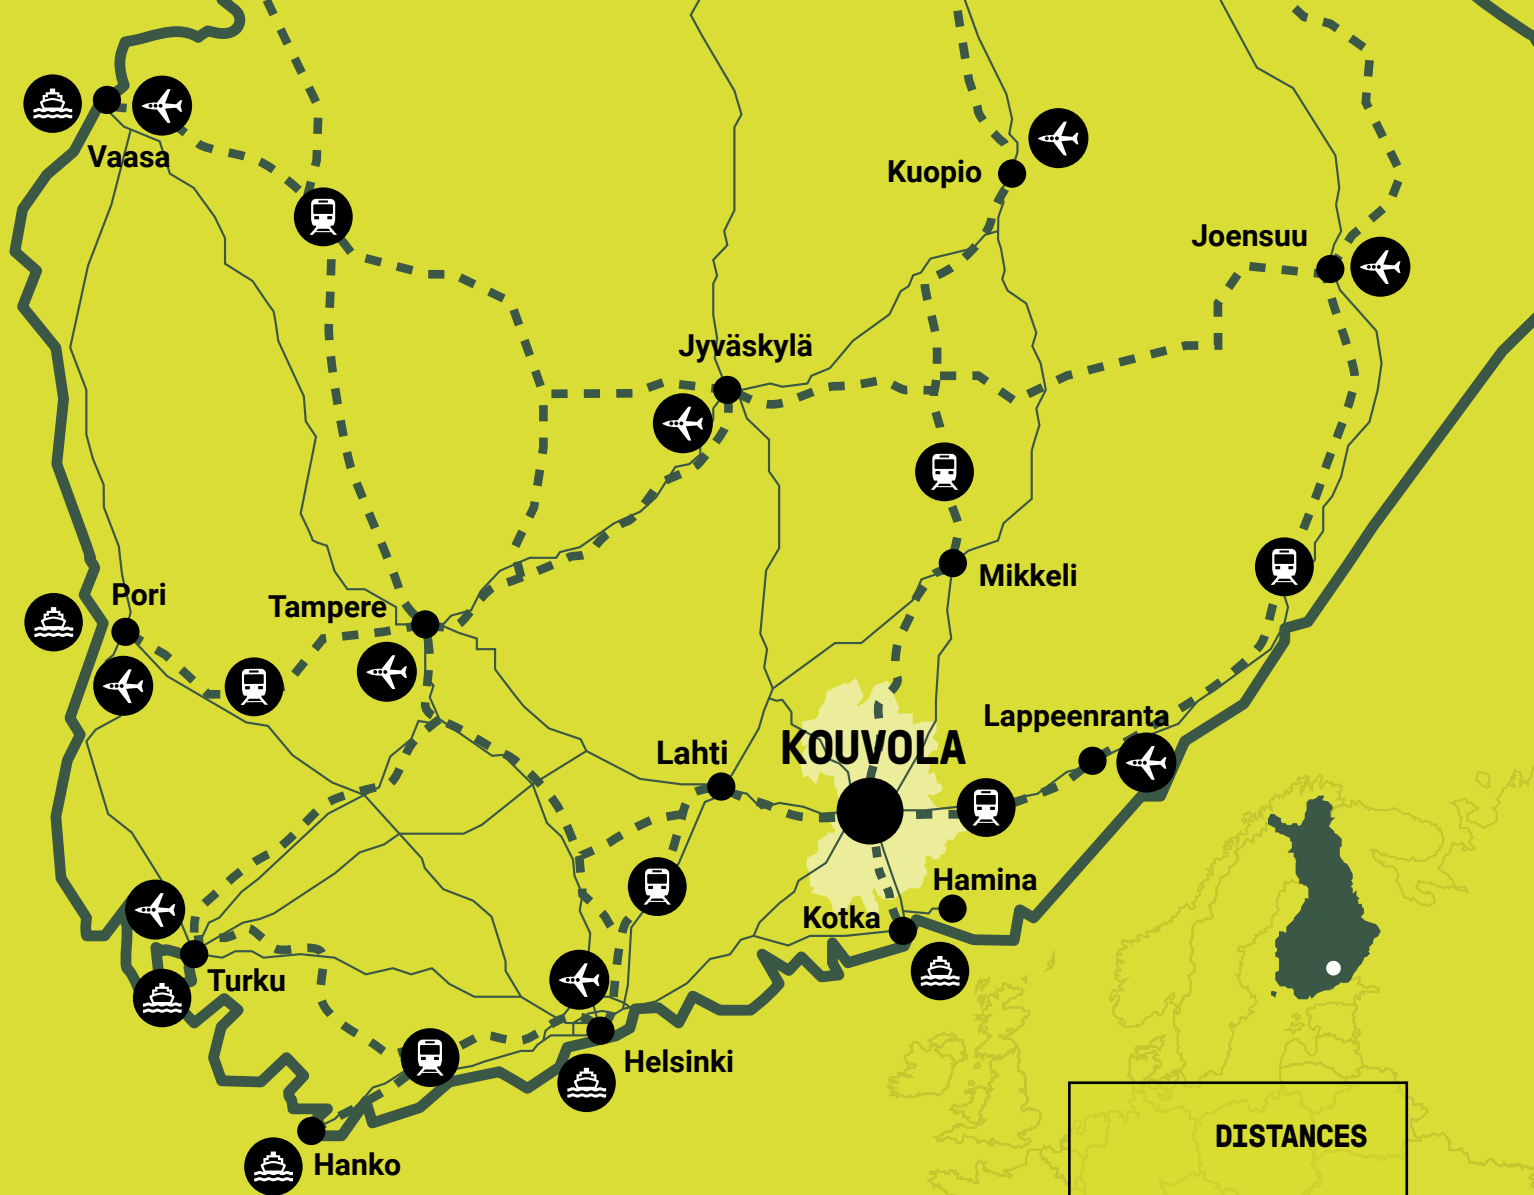 Vaasa
Kuopio
Joensuu
Jyväskylä
Mikkeli
Pori
Tampere
Lappeenranta
KOUVOLA
Lahti
Hamina
Kotka
Turku
Helsinki
DISTANCES
Hanko